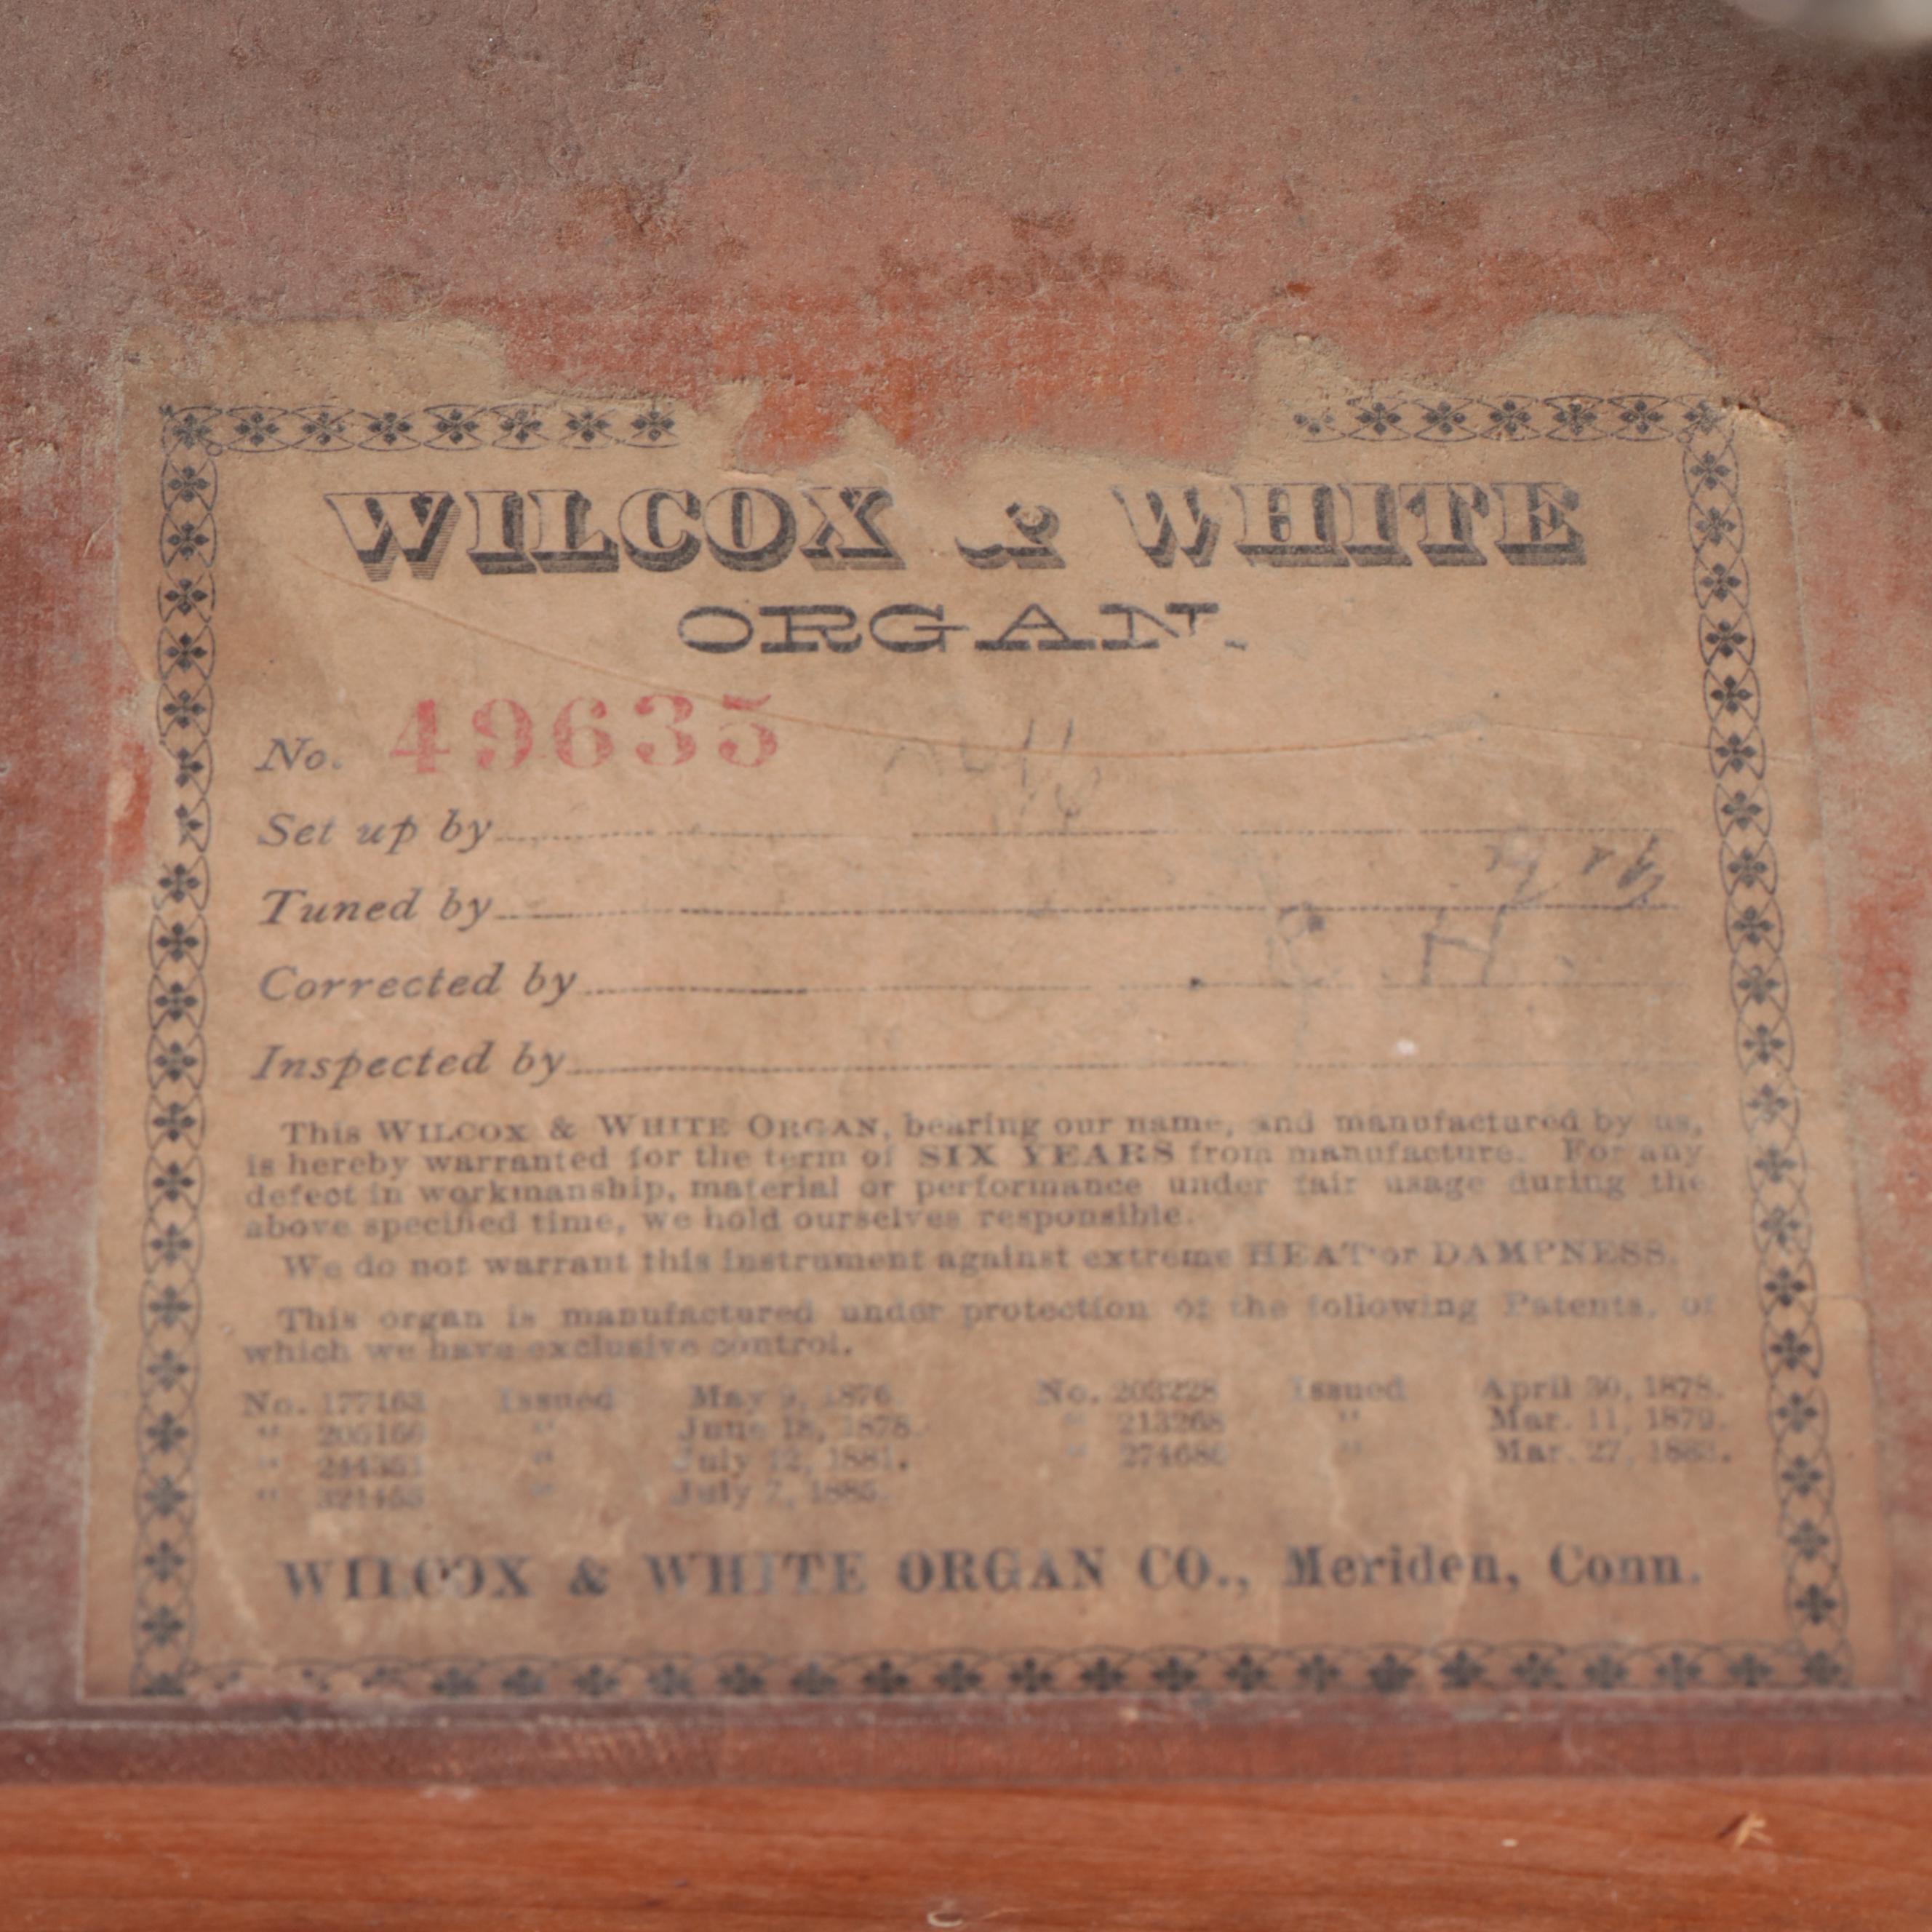 WILCOX & WHITE
ORGAN.
No. 49635
Set up by
Tuned by
Corrected by H.
Inspected by
This WILCOX & WHITE ORGAN, bearing our name, and manufactured by us,
is hereby warranted for the term of SIX YEARS from manufacture. For any
defect in workmanship, material or performance under fair usage during the
above specified time, we hold ourselves responsible.
We do not warrant this instrument against extreme HEAT or DAMPNESS.
This organ is manufactured under protection of the following Patents, of
which we have exclusive control.
No. 177163 Issued May 9, 1876. No. 203228 Issued April 30, 1878.
" " June 18, 1878. " 213268 " Mar. 11, 1879.
" " July 12, 1881. " " Mar. 27,
" " July 7, 1885.
WILCOX & WHITE ORGAN CO., Meriden, Conn.